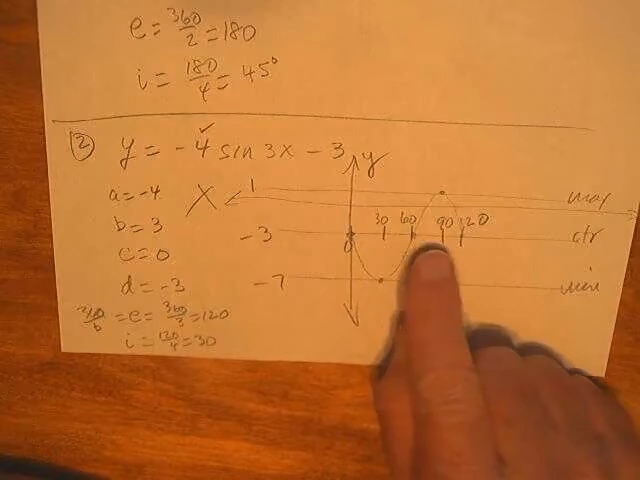 e = 360/2 = 180
i = 180/4 = 45°
② y = -4 sin 3x - 3
y
a = -4
X
1
max
b = 3
-3
0
30
60
90
120
ctr
c = 0
d = -3
-7
min
360/b = e = 360/3 = 120
i = 120/4 = 30